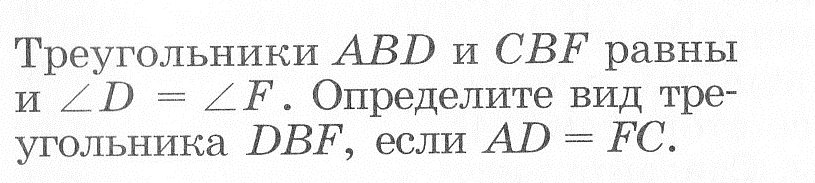 Треугольники ABD и CBF равны
и ∠D = ∠F. Определите вид тре-
угольника DBF, если AD = FC.